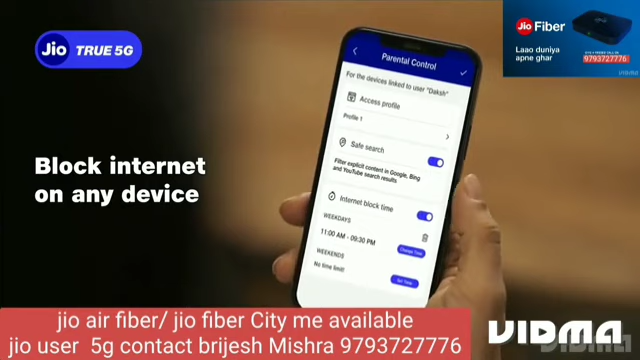 Jio TRUE 5G
Block internet
on any device
Parental Control
For the devices linked to user "Daksh"
Access profile
Profile 1
Safe search
Filter explicit content in Google, Bing
and YouTube search results
Internet block time
WEEKDAYS
11:00 AM - 09:30 PM
Change Time
WEEKENDS
No time limit!
Set Time
Jio Fiber
Laao duniya
apne ghar
9793727776
VIDMA
jio air fiber/ jio fiber City me available
jio user 5g contact brijesh Mishra 9793727776
VIDMA